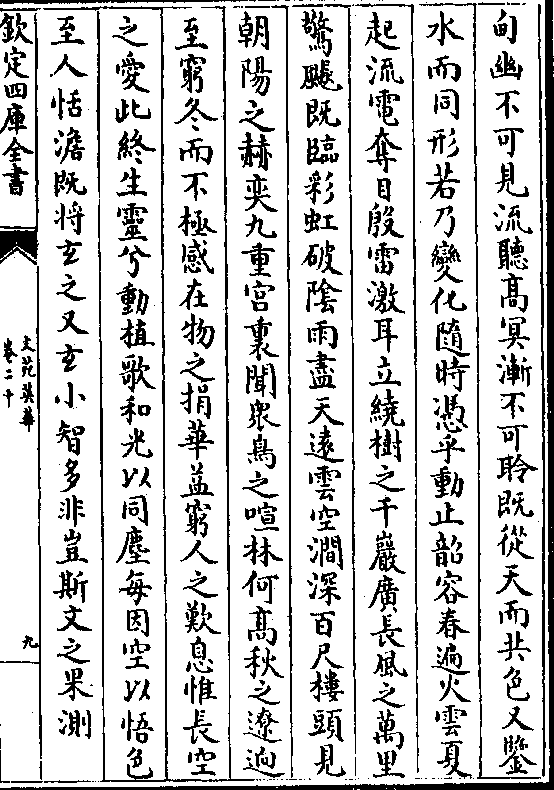 匉幽不可見流聽髙冥漸不可聆既從天而共色又鑒
水而同形若乃變化隨時憑乎動止韶容春遍火雲夏
起流電奪目殷雷激耳立繞樹之千巖廣長風之萬里
驚飈既臨彩虹破隂雨盡天遠雲空澗深百尺樓頭見
朝陽之赫奕九重宫裏聞衆鳥之喧林何髙秋之遼迥
至窮冬而不極感在物之捐華益窮人之歎息惟長空
之愛此終生靈兮動植歌和光以同塵每因空以悟色
至人恬澹既将玄之又玄小智多非豈斯文之果測
欽定四庫全書
文苑英華
卷二十
九